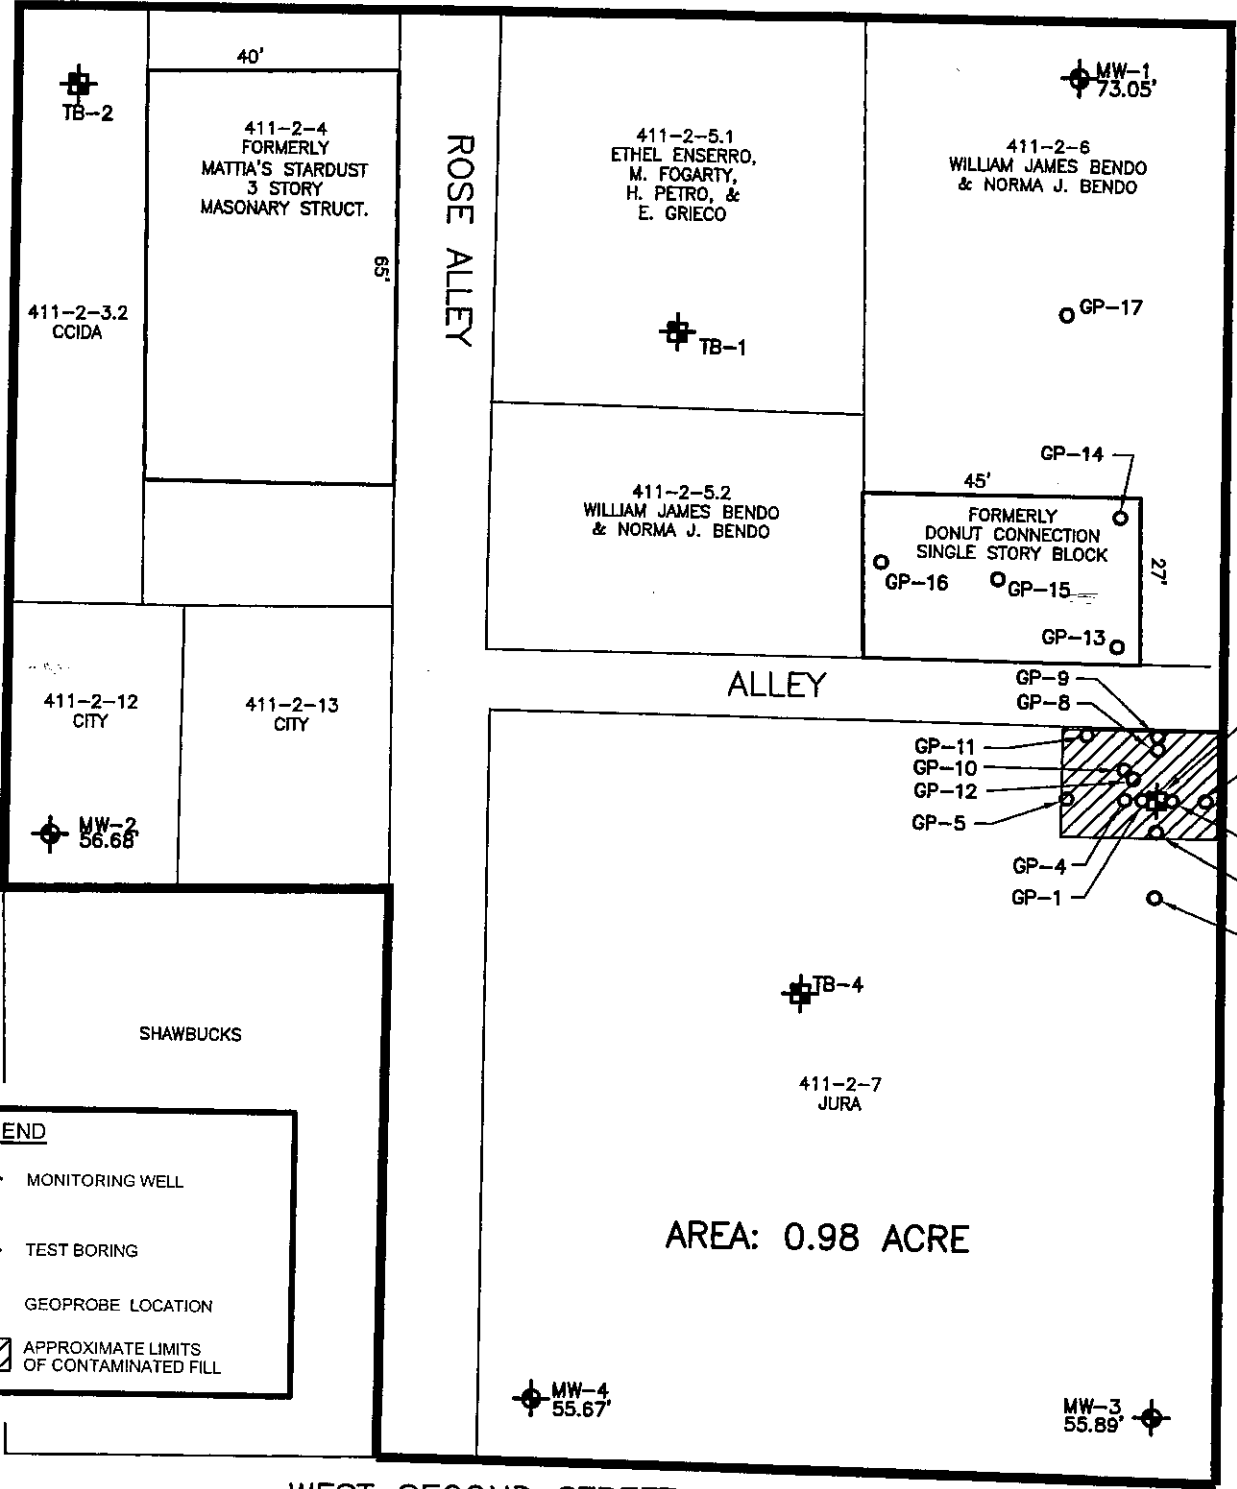 40'
TB-2
411-2-4
FORMERLY
MATTIA'S STARDUST
3 STORY
MASONARY STRUCT.
65'
411-2-3.2
CCIDA
ROSE ALLEY
411-2-5.1
ETHEL ENSERRO,
M. FOGARTY,
H. PETRO, &
E. GRIECO
TB-1
MW-1
73.05'
411-2-6
WILLIAM JAMES BENDO
& NORMA J. BENDO
GP-17
GP-14
45'
411-2-5.2
WILLIAM JAMES BENDO
& NORMA J. BENDO
FORMERLY
DONUT CONNECTION
SINGLE STORY BLOCK
27'
GP-16
GP-15
GP-13
ALLEY
GP-9
GP-8
GP-11
GP-10
GP-12
GP-5
GP-4
GP-1
411-2-12
CITY
411-2-13
CITY
MW-2
56.68'
TB-4
SHAWBUCKS
411-2-7
JURA
END
MONITORING WELL
TEST BORING
GEOPROBE LOCATION
APPROXIMATE LIMITS
OF CONTAMINATED FILL
AREA: 0.98 ACRE
MW-4
55.67'
MW-3
55.89'
WEST SECOND STREET